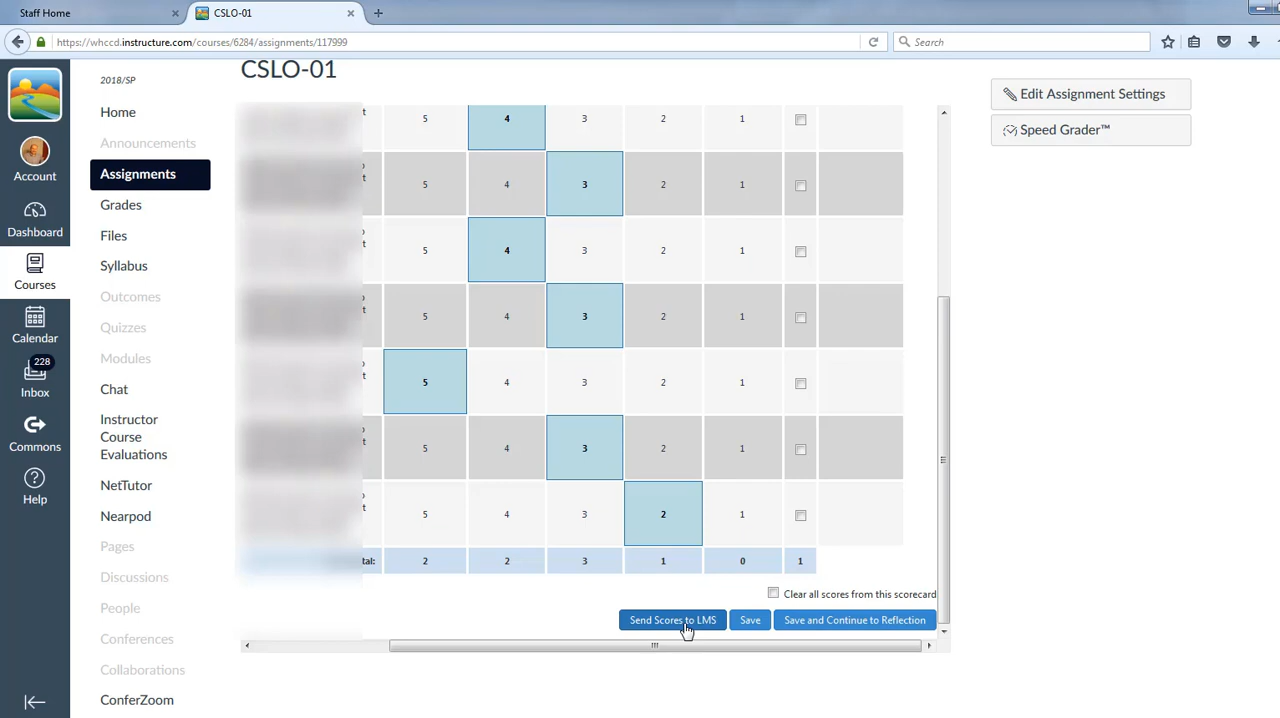 Staff Home
CSLO-01
https://whccd.instructure.com/courses/6284/assignments/117999
Search
2018/SP
CSLO-01
Home
Announcements
Assignments
Grades
Files
Syllabus
Outcomes
Quizzes
Modules
Chat
Instructor
Course
Evaluations
NetTutor
Nearpod
Pages
Discussions
People
Conferences
Collaborations
ConferZoom
Account
Dashboard
Courses
Calendar
228
Inbox
Commons
Help
5 4 3 2 1
5 4 3 2 1
5 4 3 2 1
5 4 3 2 1
5 4 3 2 1
5 4 3 2 1
5 4 3 2 1
2 2 3 1 0 1
Clear all scores from this scorecard
Send Scores to LMS
Save
Save and Continue to Reflection
Edit Assignment Settings
Speed Grader™